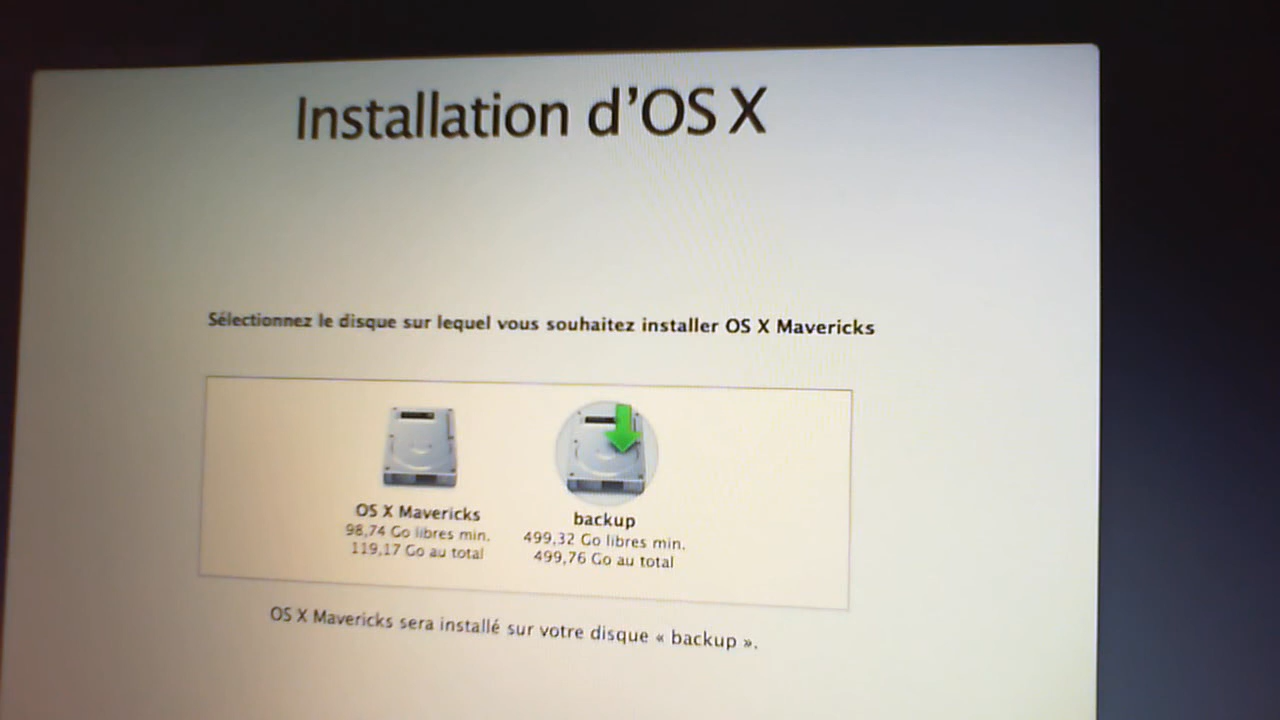 Installation d'OS X
Sélectionnez le disque sur lequel vous souhaitez installer OS X Mavericks
OS X Mavericks
98,74 Go libres min.
119,17 Go au total
backup
499,32 Go libres min.
499,76 Go au total
OS X Mavericks sera installé sur votre disque « backup ».